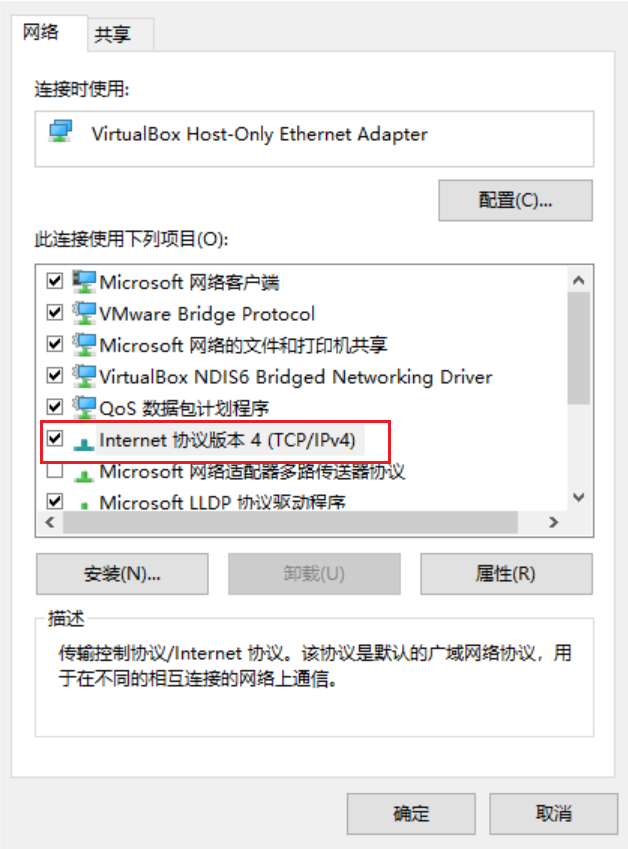 网络
共享
连接时使用:
VirtualBox Host-Only Ethernet Adapter
配置(C)...
此连接使用下列项目(O):
Microsoft 网络客户端
VMware Bridge Protocol
Microsoft 网络的文件和打印机共享
VirtualBox NDIS6 Bridged Networking Driver
QoS 数据包计划程序
Internet 协议版本 4 (TCP/IPv4)
Microsoft 网络适配器多路传送器协议
Microsoft LLDP 协议驱动程序
安装(N)...
卸载(U)
属性(R)
描述
传输控制协议/Internet 协议。该协议是默认的广域网络协议，用
于在不同的相互连接的网络上通信。
确定
取消